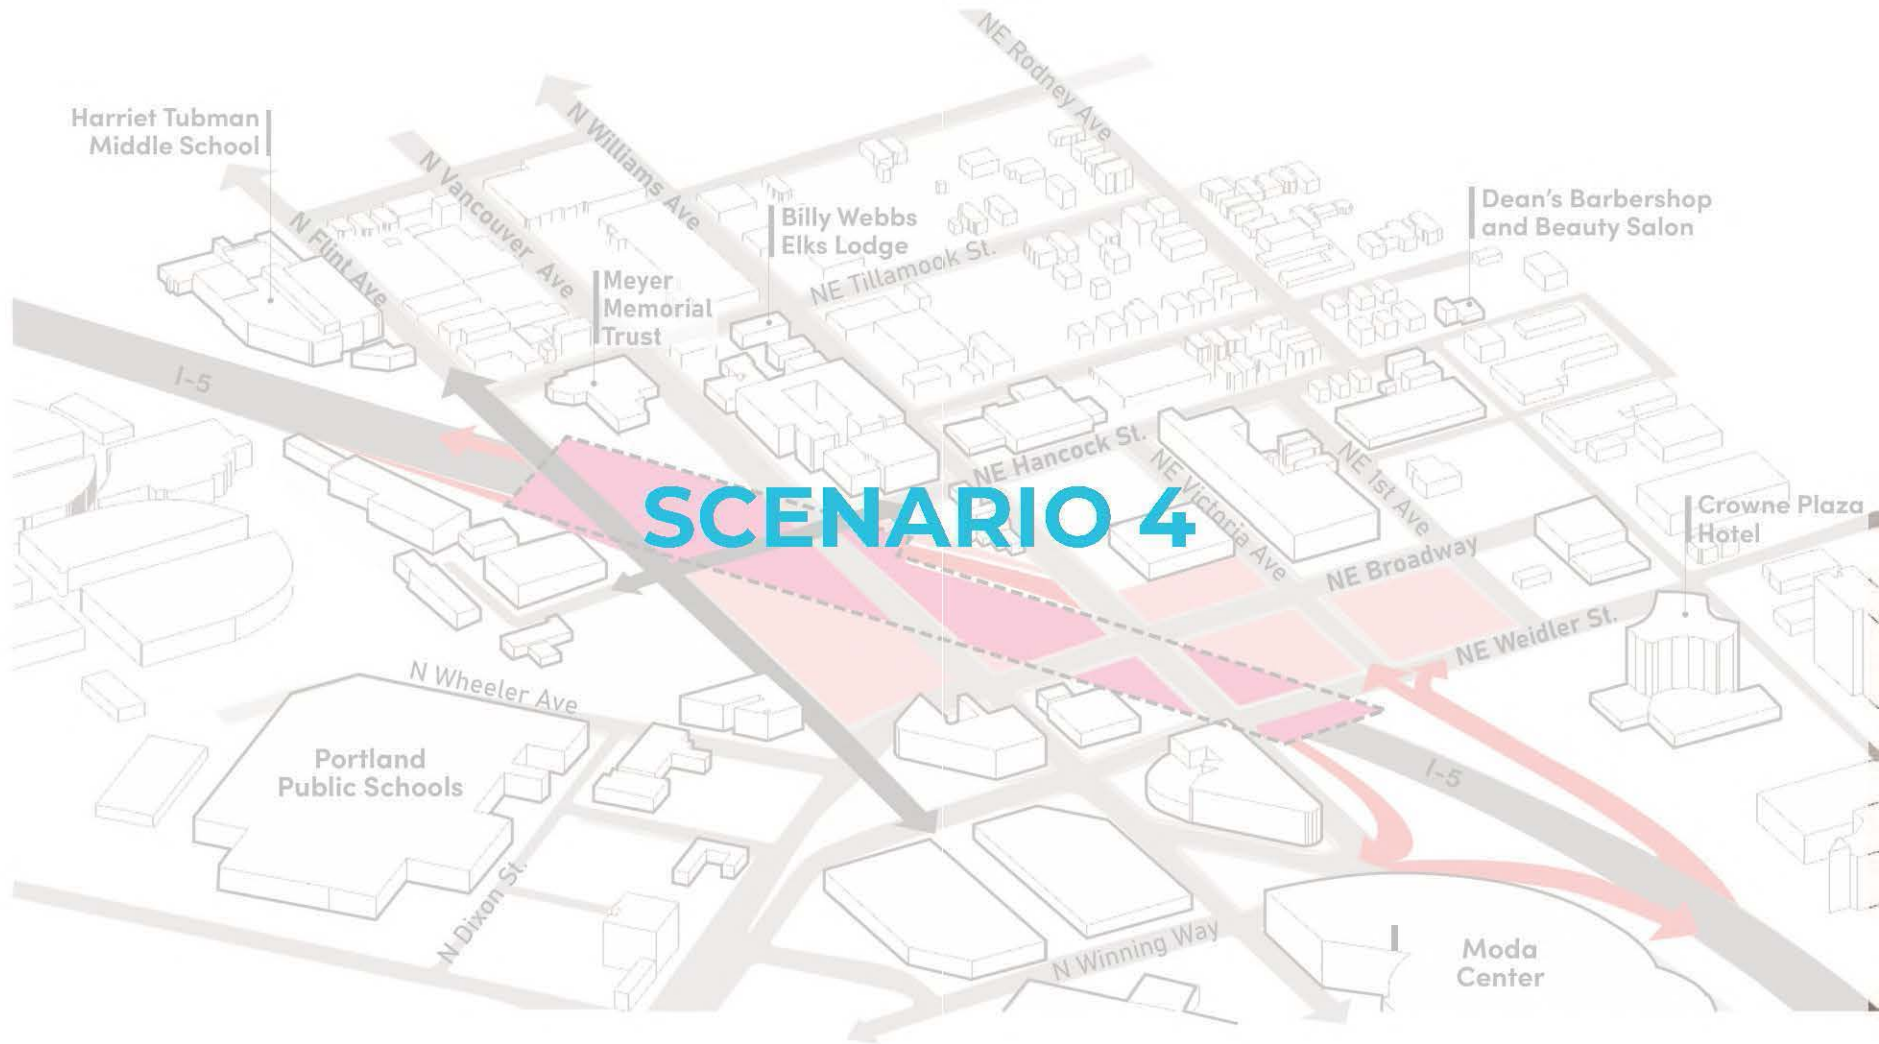 NE Rodney Ave
Harriet Tubman
Middle School
N Williams Ave
N Vancouver Ave
N Flint Ave
Billy Webbs
Elks Lodge
Dean's Barbershop
and Beauty Salon
NE Tillamook St.
Meyer
Memorial
Trust
I-5
NE Hancock St.
NE Victoria Ave
NE 1st Ave
SCENARIO 4
Crowne Plaza
Hotel
NE Broadway
NE Weidler St.
N Wheeler Ave
Portland
Public Schools
I-5
N Dixon St.
N Winning Way
Moda
Center